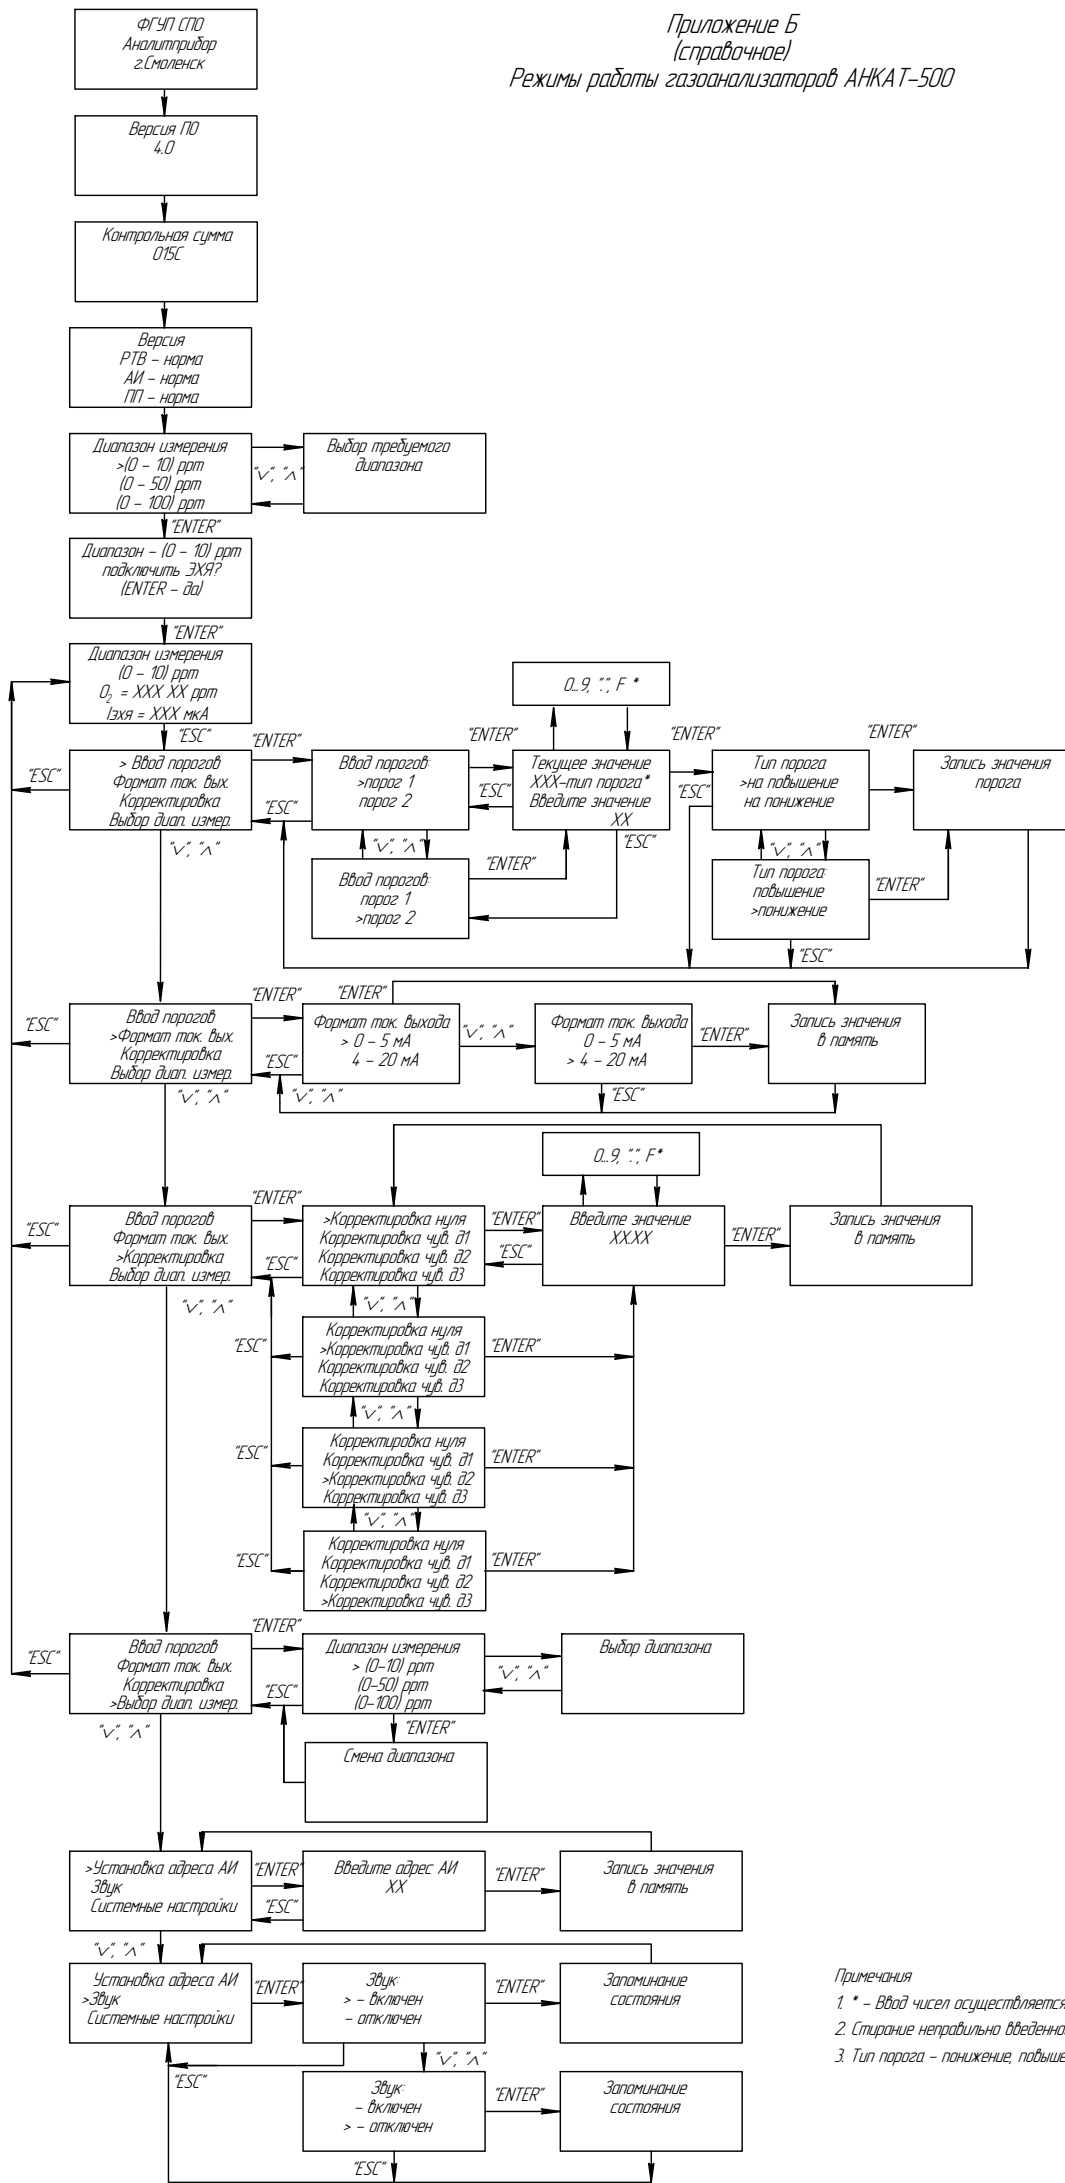 Приложение Б
(справочное)
Режимы работы газоанализаторов АНКАТ-500
ФГУП СПО
Аналитприбор
г.Смоленск
Версия ПО
4.0
Контрольная сумма
015С
Версия
РТВ – норма
АИ – норма
ПП – норма
Диапазон измерения
>(0 – 10) ppm
(0 – 50) ppm
(0 – 100) ppm
"∨", "∧"
Выбор требуемого
диапазона
"ENTER"
Диапазон – (0 – 10) ppm
подключить ЭХЯ?
(ENTER – да)
"ENTER"
Диапазон измерения
(0 – 10) ppm
O₂ = XXX XX ppm
Iэхя = XXX мкА
"ESC"
0...9, ".", F *
"ESC"
> Ввод порогов
Формат ток. вых.
Корректировка
Выбор диап. измер.
"ENTER"
"ESC"
Ввод порогов:
>порог 1
порог 2
"ENTER"
"ESC"
Текущее значение
XXX-тип порога*
Введите значение
XX
"ENTER"
"ESC"
Тип порога
>на повышение
на понижение
"ENTER"
Запись значения
порога
"∨", "∧"
"∨", "∧"
"ESC"
"∨", "∧"
Ввод порогов:
порог 1
>порог 2
"ENTER"
Тип порога:
повышение
>понижение
"ENTER"
"ESC"
"ESC"
Ввод порогов
>Формат ток. вых.
Корректировка
Выбор диап. измер.
"ENTER"
"ESC"
"ENTER"
Формат ток. выхода
> 0 – 5 мА
4 – 20 мА
"∨", "∧"
Формат ток. выхода
0 – 5 мА
> 4 – 20 мА
"ENTER"
Запись значения
в память
"∨", "∧"
"∨", "∧"
"ESC"
0...9, ".", F*
"ESC"
Ввод порогов
Формат ток. вых.
>Корректировка
Выбор диап. измер.
"ENTER"
"ESC"
>Корректировка нуля
Корректировка чув. д1
Корректировка чув. д2
Корректировка чув. д3
"ENTER"
"ESC"
Введите значение
XX.XX
"ENTER"
Запись значения
в память
"∨", "∧"
"∨", "∧"
"ESC"
Корректировка нуля
>Корректировка чув. д1
Корректировка чув. д2
Корректировка чув. д3
"ENTER"
"∨", "∧"
"ESC"
Корректировка нуля
Корректировка чув. д1
>Корректировка чув. д2
Корректировка чув. д3
"ENTER"
"∨", "∧"
"ESC"
Корректировка нуля
Корректировка чув. д1
Корректировка чув. д2
>Корректировка чув. д3
"ENTER"
"ESC"
Ввод порогов
Формат ток. вых.
Корректировка
>Выбор диап. измер.
"ENTER"
"ESC"
Диапазон измерения
> (0-10) ppm
(0-50) ppm
(0-100) ppm
"∨", "∧"
Выбор диапазона
"∨", "∧"
"ENTER"
Смена диапазона
>Установка адреса АИ
Звук
Системные настройки
"ENTER"
"ESC"
Введите адрес АИ
XX
"ENTER"
Запись значения
в память
"∨", "∧"
Установка адреса АИ
>Звук
Системные настройки
"ENTER"
Звук:
> – включен
– отключен
"ENTER"
Запоминание
состояния
"ESC"
"∨", "∧"
Звук:
– включен
> – отключен
"ENTER"
Запоминание
состояния
"ESC"
Примечания
1. * – Ввод чисел осуществляется
2. Стирание неправильно введенно
3. Тип порога – понижение, повыше